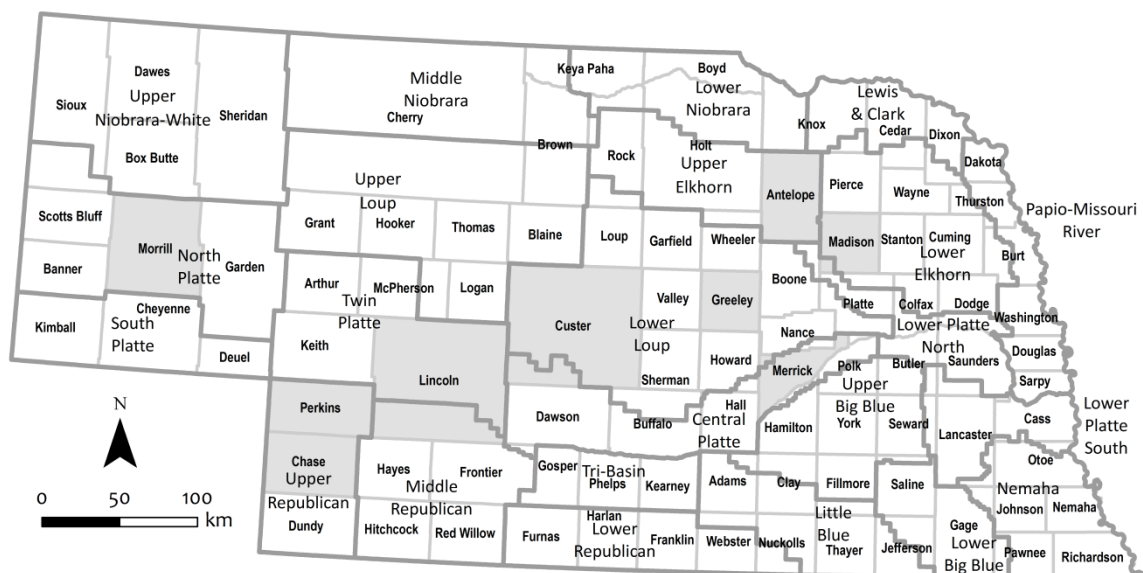 Keya Paha
Boyd
Dawes
Middle
Lower
Lewis
Upper
Niobrara
Niobrara
& Clark
Sioux
Niobrara-White
Sheridan
Cherry
Knox
Cedar
Dixon
Brown
Holt
Box Butte
Rock
Upper
Dakota
Elkhorn
Pierce
Upper
Antelope
Wayne
Thurston
Loup
Scotts Bluff
Grant
Hooker
Thomas
Papio-Missouri
River
Morrill
North
Blaine
Loup
Garfield
Wheeler
Madison
Stanton
Cuming
Platte
Lower
Burt
Banner
Garden
Elkhorn
Arthur
McPherson
Logan
Valley
Greeley
Boone
Cheyenne
Twin
Platte
Platte
Colfax
Dodge
Washington
Kimball
South
Custer
Lower
Nance
Lower Platte
Platte
Keith
Loup
North
Douglas
Deuel
Howard
Merrick
Polk
Butler
Saunders
Lincoln
Sherman
Upper
Sarpy
Perkins
Hall
Big Blue
N
Dawson
Buffalo
Central
Hamilton
York
Seward
Lancaster
Cass
Lower
Platte
Platte
South
Chase
Hayes
Frontier
Gosper
Tri-Basin
Otoe
Upper
Middle
Phelps
Kearney
Adams
Clay
Fillmore
Saline
Nemaha
0 50 100
km
Republican
Republican
Harlan
Little
Johnson
Nemaha
Dundy
Hitchcock
Red Willow
Furnas
Lower
Franklin
Webster
Nuckolls
Blue
Gage
Republican
Thayer
Jefferson
Lower
Pawnee
Richardson
Big Blue